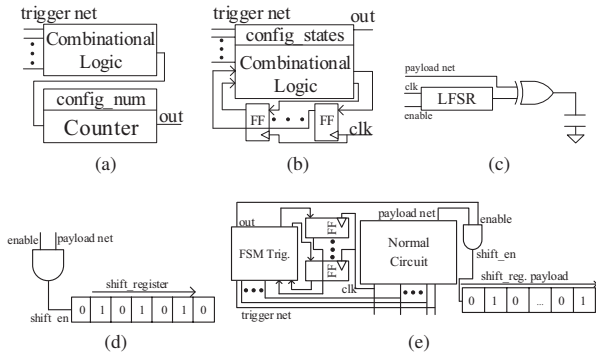 trigger net
Combinational
Logic
config_num
Counter
out
(a)
trigger net
out
config_states
Combinational
Logic
FF
FF
clk
(b)
payload net
clk
LFSR
enable
(c)
enable
payload net
shift_register
shift_en
0 1 0 1 0 1 0
(d)
out
payload net
enable
FF
FSM Trig.
Normal
Circuit
FF
shift_en
clk
shift_reg. payload
0 1 0 ... 0 1
trigger net
(e)